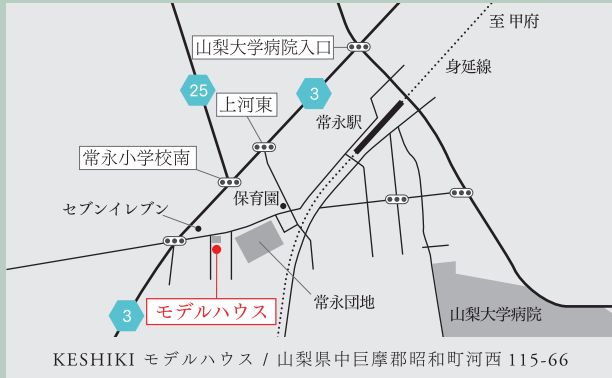 至 甲府
山梨大学病院入口
身延線
25
3
上河東
常永駅
常永小学校南
保育園
セブンイレブン
モデルハウス
常永団地
3
山梨大学病院
KESHIKI モデルハウス / 山梨県中巨摩郡昭和町河西 115-66